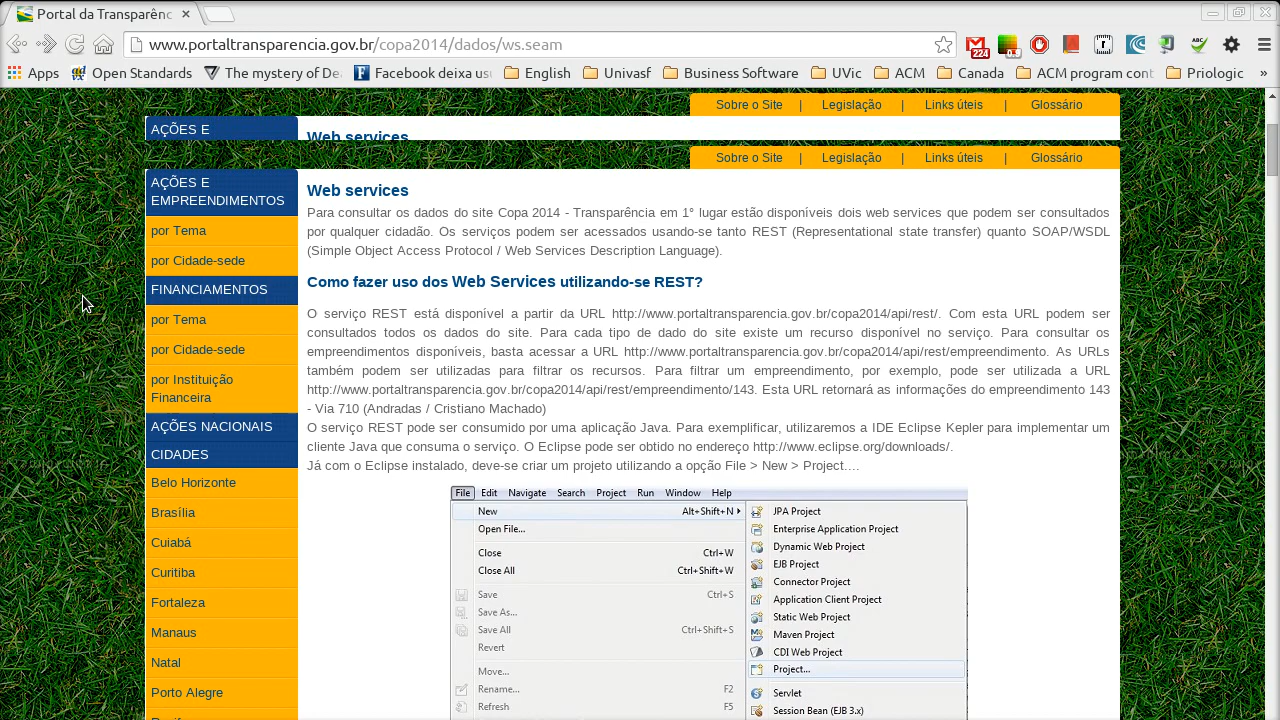 Portal da Transparênc
www.portaltransparencia.gov.br/copa2014/dados/ws.seam
224
0.3
ABC
Apps
Open Standards
The mystery of De
Facebook deixa us
English
Univasf
Business Software
UVic
ACM
Canada
ACM program cont
Priologic
»
Sobre o Site | Legislação | Links úteis | Glossário
AÇÕES E
Web services
Sobre o Site | Legislação | Links úteis | Glossário
AÇÕES E
EMPREENDIMENTOS
por Tema
por Cidade-sede
FINANCIAMENTOS
por Tema
por Cidade-sede
por Instituição
Financeira
AÇÕES NACIONAIS
CIDADES
Belo Horizonte
Brasília
Cuiabá
Curitiba
Fortaleza
Manaus
Natal
Porto Alegre
Web services
Para consultar os dados do site Copa 2014 - Transparência em 1° lugar estão disponíveis dois web services que podem ser consultados
por qualquer cidadão. Os serviços podem ser acessados usando-se tanto REST (Representational state transfer) quanto SOAP/WSDL
(Simple Object Access Protocol / Web Services Description Language).
Como fazer uso dos Web Services utilizando-se REST?
O serviço REST está disponível a partir da URL http://www.portaltransparencia.gov.br/copa2014/api/rest/. Com esta URL podem ser
consultados todos os dados do site. Para cada tipo de dado do site existe um recurso disponível no serviço. Para consultar os
empreendimentos disponíveis, basta acessar a URL http://www.portaltransparencia.gov.br/copa2014/api/rest/empreendimento. As URLs
também podem ser utilizadas para filtrar os recursos. Para filtrar um empreendimento, por exemplo, pode ser utilizada a URL
http://www.portaltransparencia.gov.br/copa2014/api/rest/empreendimento/143. Esta URL retornará as informações do empreendimento 143
- Via 710 (Andradas / Cristiano Machado)
O serviço REST pode ser consumido por uma aplicação Java. Para exemplificar, utilizaremos a IDE Eclipse Kepler para implementar um
cliente Java que consuma o serviço. O Eclipse pode ser obtido no endereço http://www.eclipse.org/downloads/.
Já com o Eclipse instalado, deve-se criar um projeto utilizando a opção File > New > Project....
File Edit Navigate Search Project Run Window Help
New Alt+Shift+N
Open File...
Close Ctrl+W
Close All Ctrl+Shift+W
Save Ctrl+S
Save As...
Save All Ctrl+Shift+S
Revert
Move...
Rename... F2
Refresh F5
JPA Project
Enterprise Application Project
Dynamic Web Project
EJB Project
Connector Project
Application Client Project
Static Web Project
Maven Project
CDI Web Project
Project...
Servlet
Session Bean (EJB 3.x)